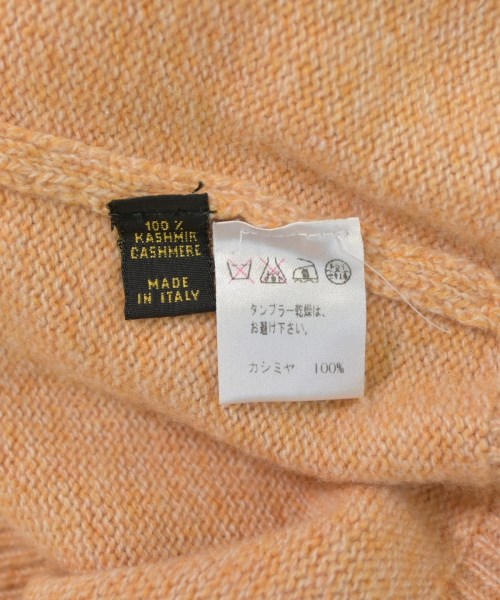 100 %
KASHMIR
CASHMERE
MADE
IN ITALY
タンブラー乾燥は、
お避け下さい。
カシミヤ 100%